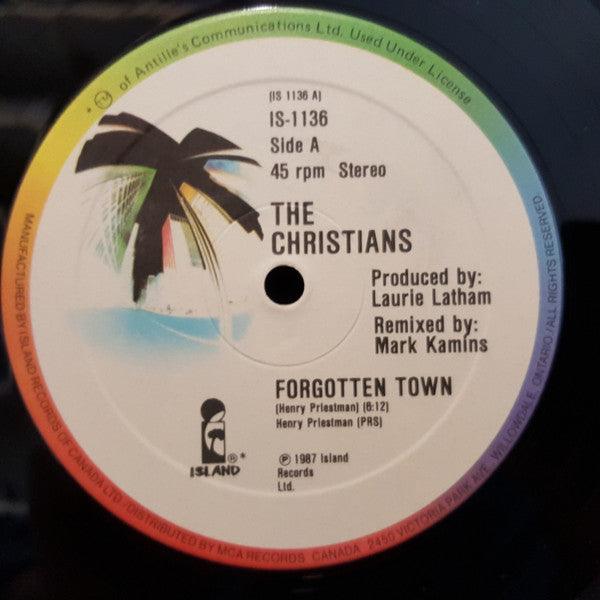 * TM of Antilie's Communications Ltd. Used Under License
(IS 1136 A)
IS-1136
Side A
45 rpm Stereo
THE
CHRISTIANS
Produced by:
Laurie Latham
Remixed by:
Mark Kamins
FORGOTTEN TOWN
(Henry Priestman) (6:12)
Henry Priestman (PRS)
ISLAND ®*
℗ 1987 Island
Records
Ltd.
MANUFACTURED BY ISLAND RECORDS OF CANADA LTD · DISTRIBUTED BY MCA RECORDS CANADA 2450 VICTORIA PARK AVE. WILLOWDALE ONTARIO / ALL RIGHTS RESERVED